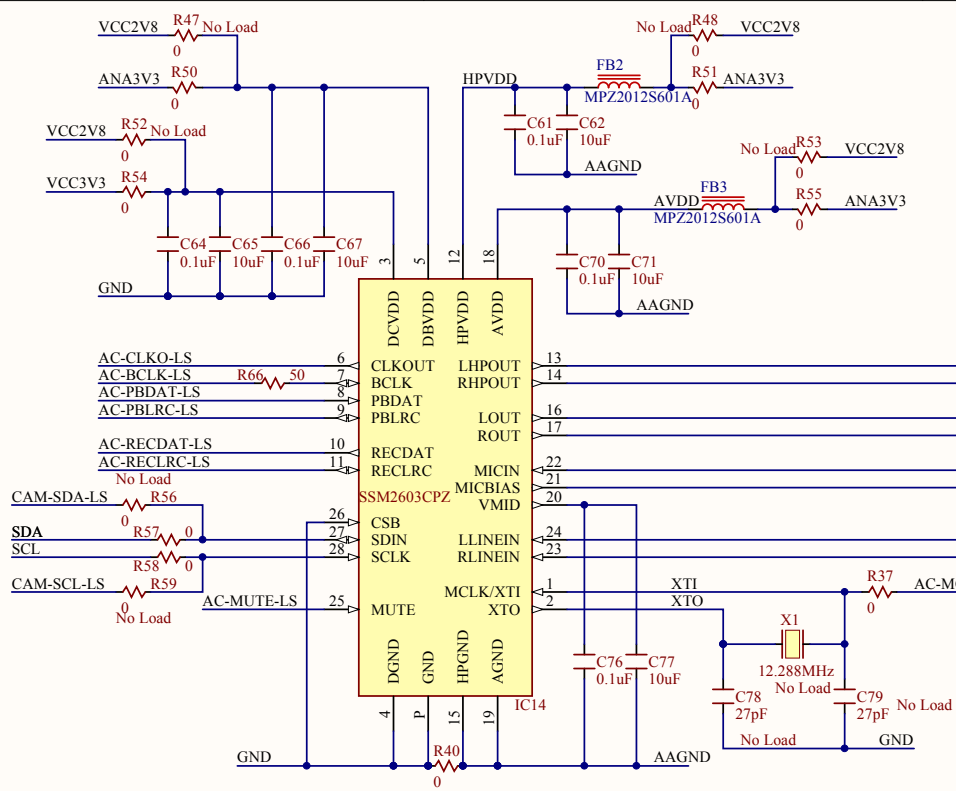 VCC2V8 R47 No Load
0
ANA3V3 R50
0
VCC2V8 R52 No Load
0
VCC3V3 R54
0
No Load R48 VCC2V8
0
HPVDD FB2 R51 ANA3V3
MPZ2012S601A 0
C61 C62
0.1uF 10uF
AAGND
No Load R53 VCC2V8
0
AVDD FB3 R55 ANA3V3
MPZ2012S601A 0
C64 C65 C66 C67
0.1uF 10uF 0.1uF 10uF
GND
C70 C71
0.1uF 10uF
AAGND
3 5 12 18
DCVDD DBVDD HPVDD AVDD
AC-CLKO-LS 6 CLKOUT
AC-BCLK-LS R66 50 7 BCLK
AC-PBDAT-LS 8 PBDAT
AC-PBLRC-LS 9 PBLRC
AC-RECDAT-LS 10 RECDAT
AC-RECLRC-LS 11 RECLRC
LHPOUT 13
RHPOUT 14
LOUT 16
ROUT 17
MICIN 22
MICBIAS 21
VMID 20
LLINEIN 24
RLINEIN 23
MCLK/XTI 1 XTI
XTO 2 XTO
SSM2603CPZ
No Load
CAM-SDA-LS R56
0
26 CSB
SDA R57 0 27 SDIN
SCL R58 0 28 SCLK
CAM-SCL-LS R59
0
No Load
AC-MUTE-LS 25 MUTE
DGND GND HPGND AGND
4 P 15 19
IC14
R37
0
X1
12.288MHz
No Load
C76 C77
0.1uF 10uF
C78 C79
27pF 27pF
No Load
No Load
GND
GND R40 AAGND
0